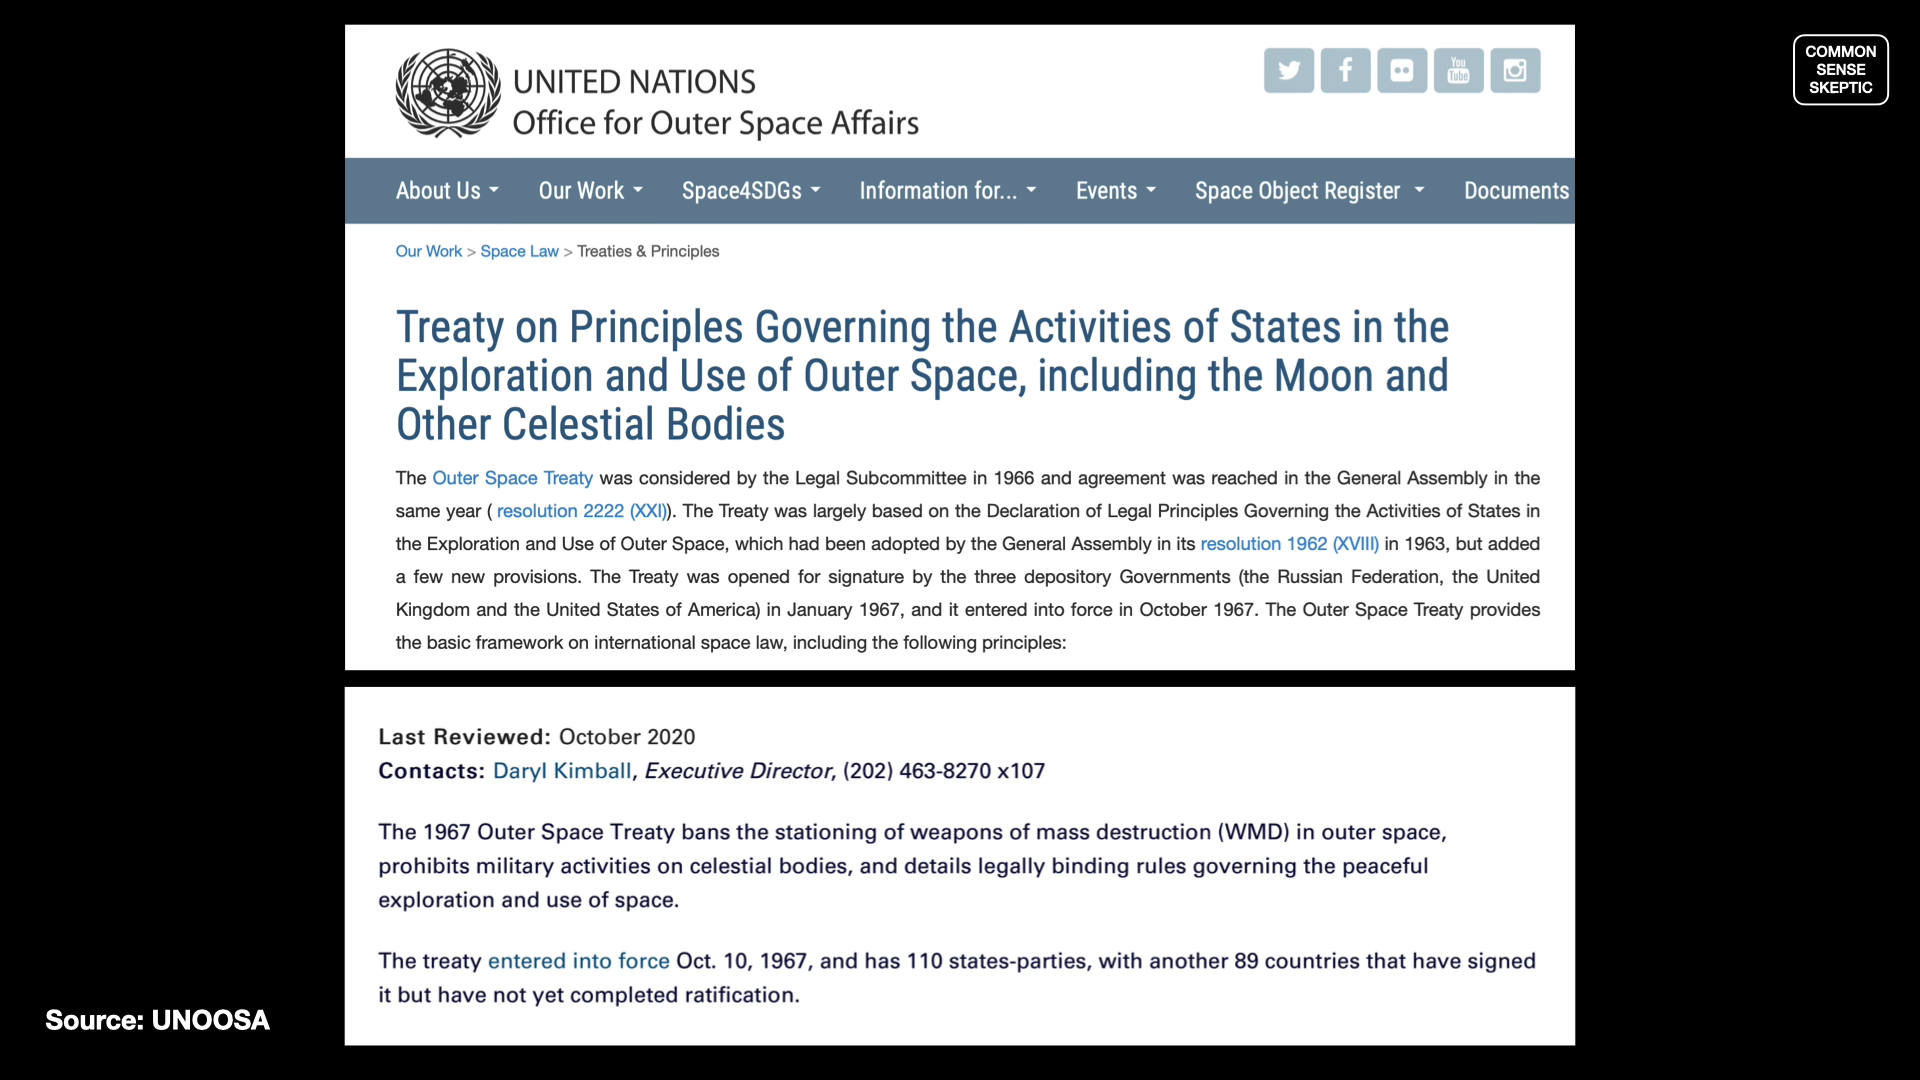 UNITED NATIONS
Office for Outer Space Affairs
You
Tube
COMMON
SENSE
SKEPTIC
About Us
Our Work
Space4SDGs
Information for...
Events
Space Object Register
Documents
Our Work > Space Law > Treaties & Principles
Treaty on Principles Governing the Activities of States in the
Exploration and Use of Outer Space, including the Moon and
Other Celestial Bodies
The Outer Space Treaty was considered by the Legal Subcommittee in 1966 and agreement was reached in the General Assembly in the
same year ( resolution 2222 (XXI)). The Treaty was largely based on the Declaration of Legal Principles Governing the Activities of States in
the Exploration and Use of Outer Space, which had been adopted by the General Assembly in its resolution 1962 (XVIII) in 1963, but added
a few new provisions. The Treaty was opened for signature by the three depository Governments (the Russian Federation, the United
Kingdom and the United States of America) in January 1967, and it entered into force in October 1967. The Outer Space Treaty provides
the basic framework on international space law, including the following principles:
Last Reviewed: October 2020
Contacts: Daryl Kimball, Executive Director, (202) 463-8270 x107
The 1967 Outer Space Treaty bans the stationing of weapons of mass destruction (WMD) in outer space,
prohibits military activities on celestial bodies, and details legally binding rules governing the peaceful
exploration and use of space.
The treaty entered into force Oct. 10, 1967, and has 110 states-parties, with another 89 countries that have signed
it but have not yet completed ratification.
Source: UNOOSA